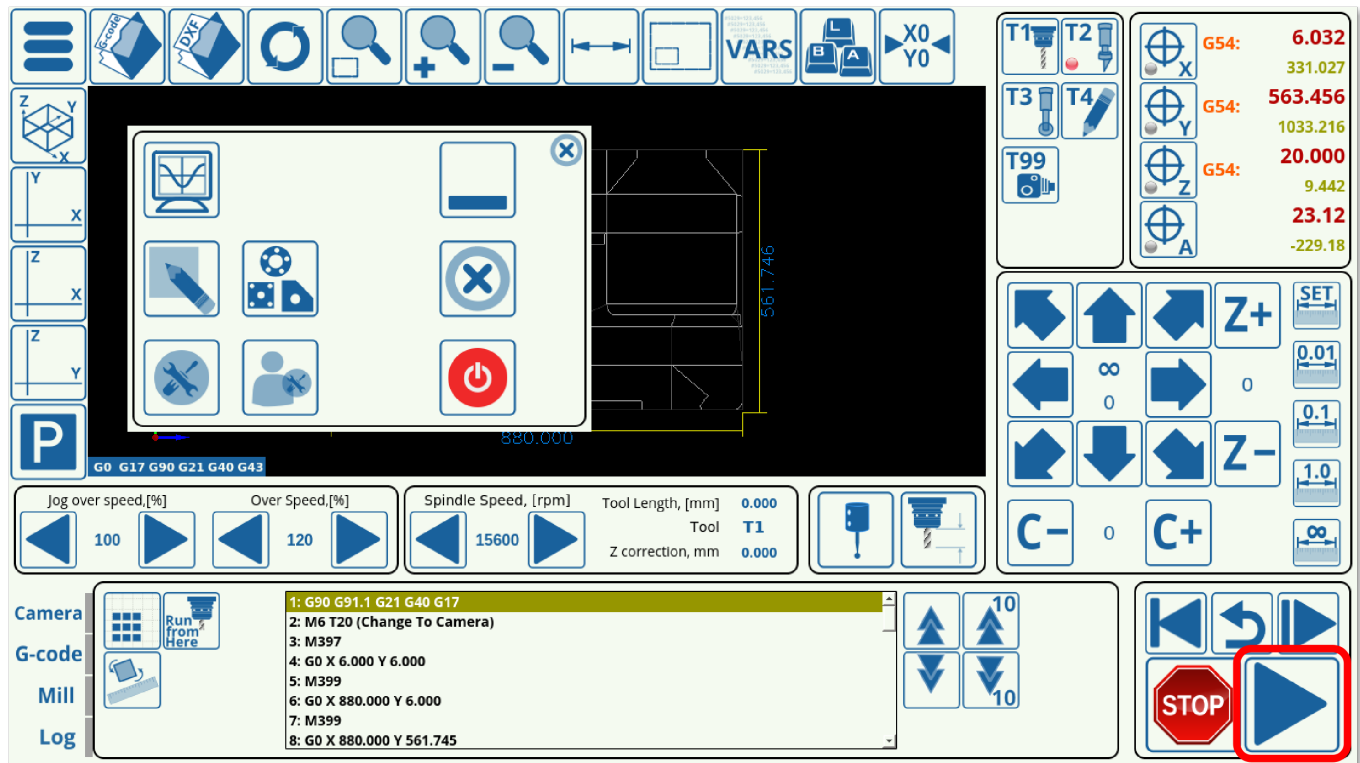 G-code
DXF
VARS
L
B
A
X0
Y0
T1
T2
T3
T4
T99
X
G54:
6.032
331.027
Y
G54:
563.456
1033.216
Z
G54:
20.000
9.442
A
23.12
-229.18
Z
Y
X
Y
X
Z
X
Z
Y
P
561.746
880.000
G0 G17 G90 G21 G40 G43
Z+
SET
∞
0
0
0.01
0.1
Z-
1.0
C-
0
C+
∞
Jog over speed,[%]
100
Over Speed,[%]
120
Spindle Speed, [rpm]
15600
Tool Length, [mm] 0.000
Tool T1
Z correction, mm 0.000
Camera
G-code
Mill
Log
Run
from
Here
1: G90 G91.1 G21 G40 G17
2: M6 T20 (Change To Camera)
3: M397
4: G0 X 6.000 Y 6.000
5: M399
6: G0 X 880.000 Y 6.000
7: M399
8: G0 X 880.000 Y 561.745
10
10
STOP